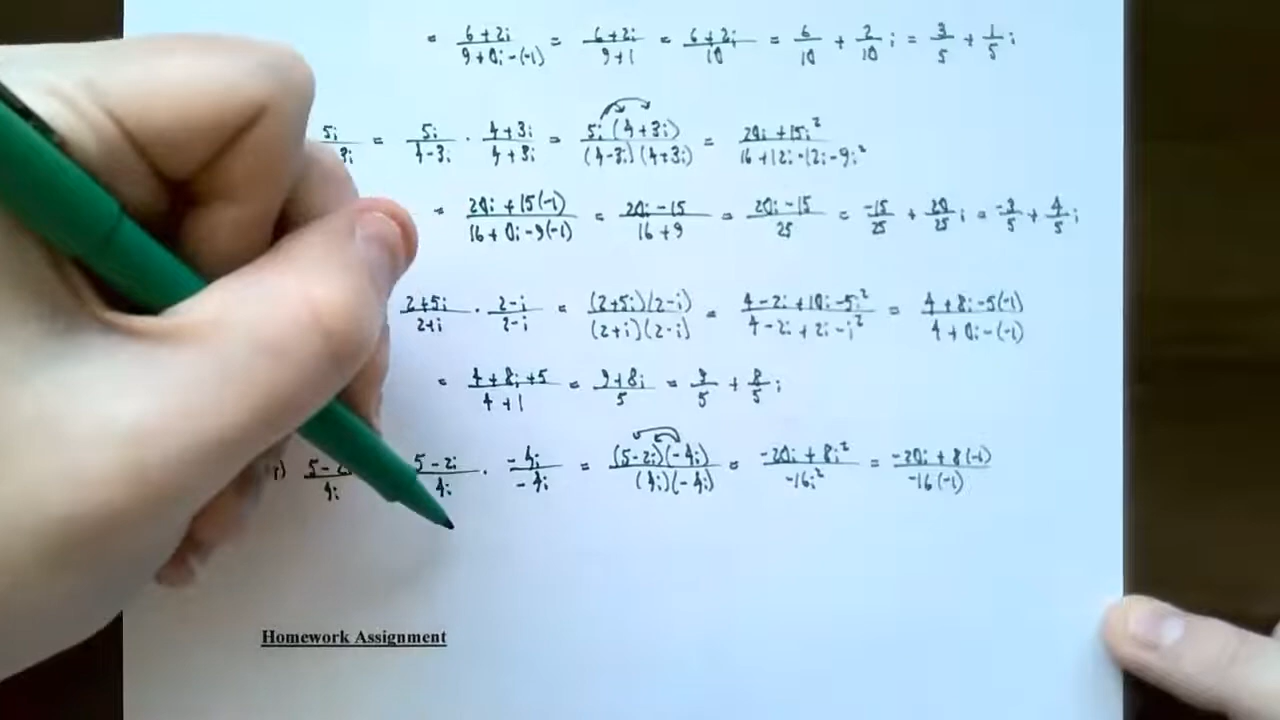 = 6+2i / 9+0i-(-1) = 6+2i / 9+1 = 6+2i / 10 = 6/10 + 2/10 i = 3/5 + 1/5 i
5i / 3i = 5i / 4-3i · 4+3i / 4+3i = 5i(4+3i) / (4-3i)(4+3i) = 20i+15i² / 16+12i-12i-9i²
= 20i+15(-1) / 16+0i-9(-1) = 20i-15 / 16+9 = 20i-15 / 25 = -15/25 + 20/25 i = -3/5 + 4/5 i
2+5i / 2+i · 2-i / 2-i = (2+5i)(2-i) / (2+i)(2-i) = 4-2i+10i-5i² / 4-2i+2i-i² = 4+8i-5(-1) / 4+0i-(-1)
= 4+8i+5 / 4+1 = 9+8i / 5 = 9/5 + 8/5 i
) 5-2i / 4i 5-2i / 4i · -4i / -4i = (5-2i)(-4i) / (4i)(-4i) = -20i+8i² / -16i² = -20i+8(-1) / -16(-1)
Homework Assignment